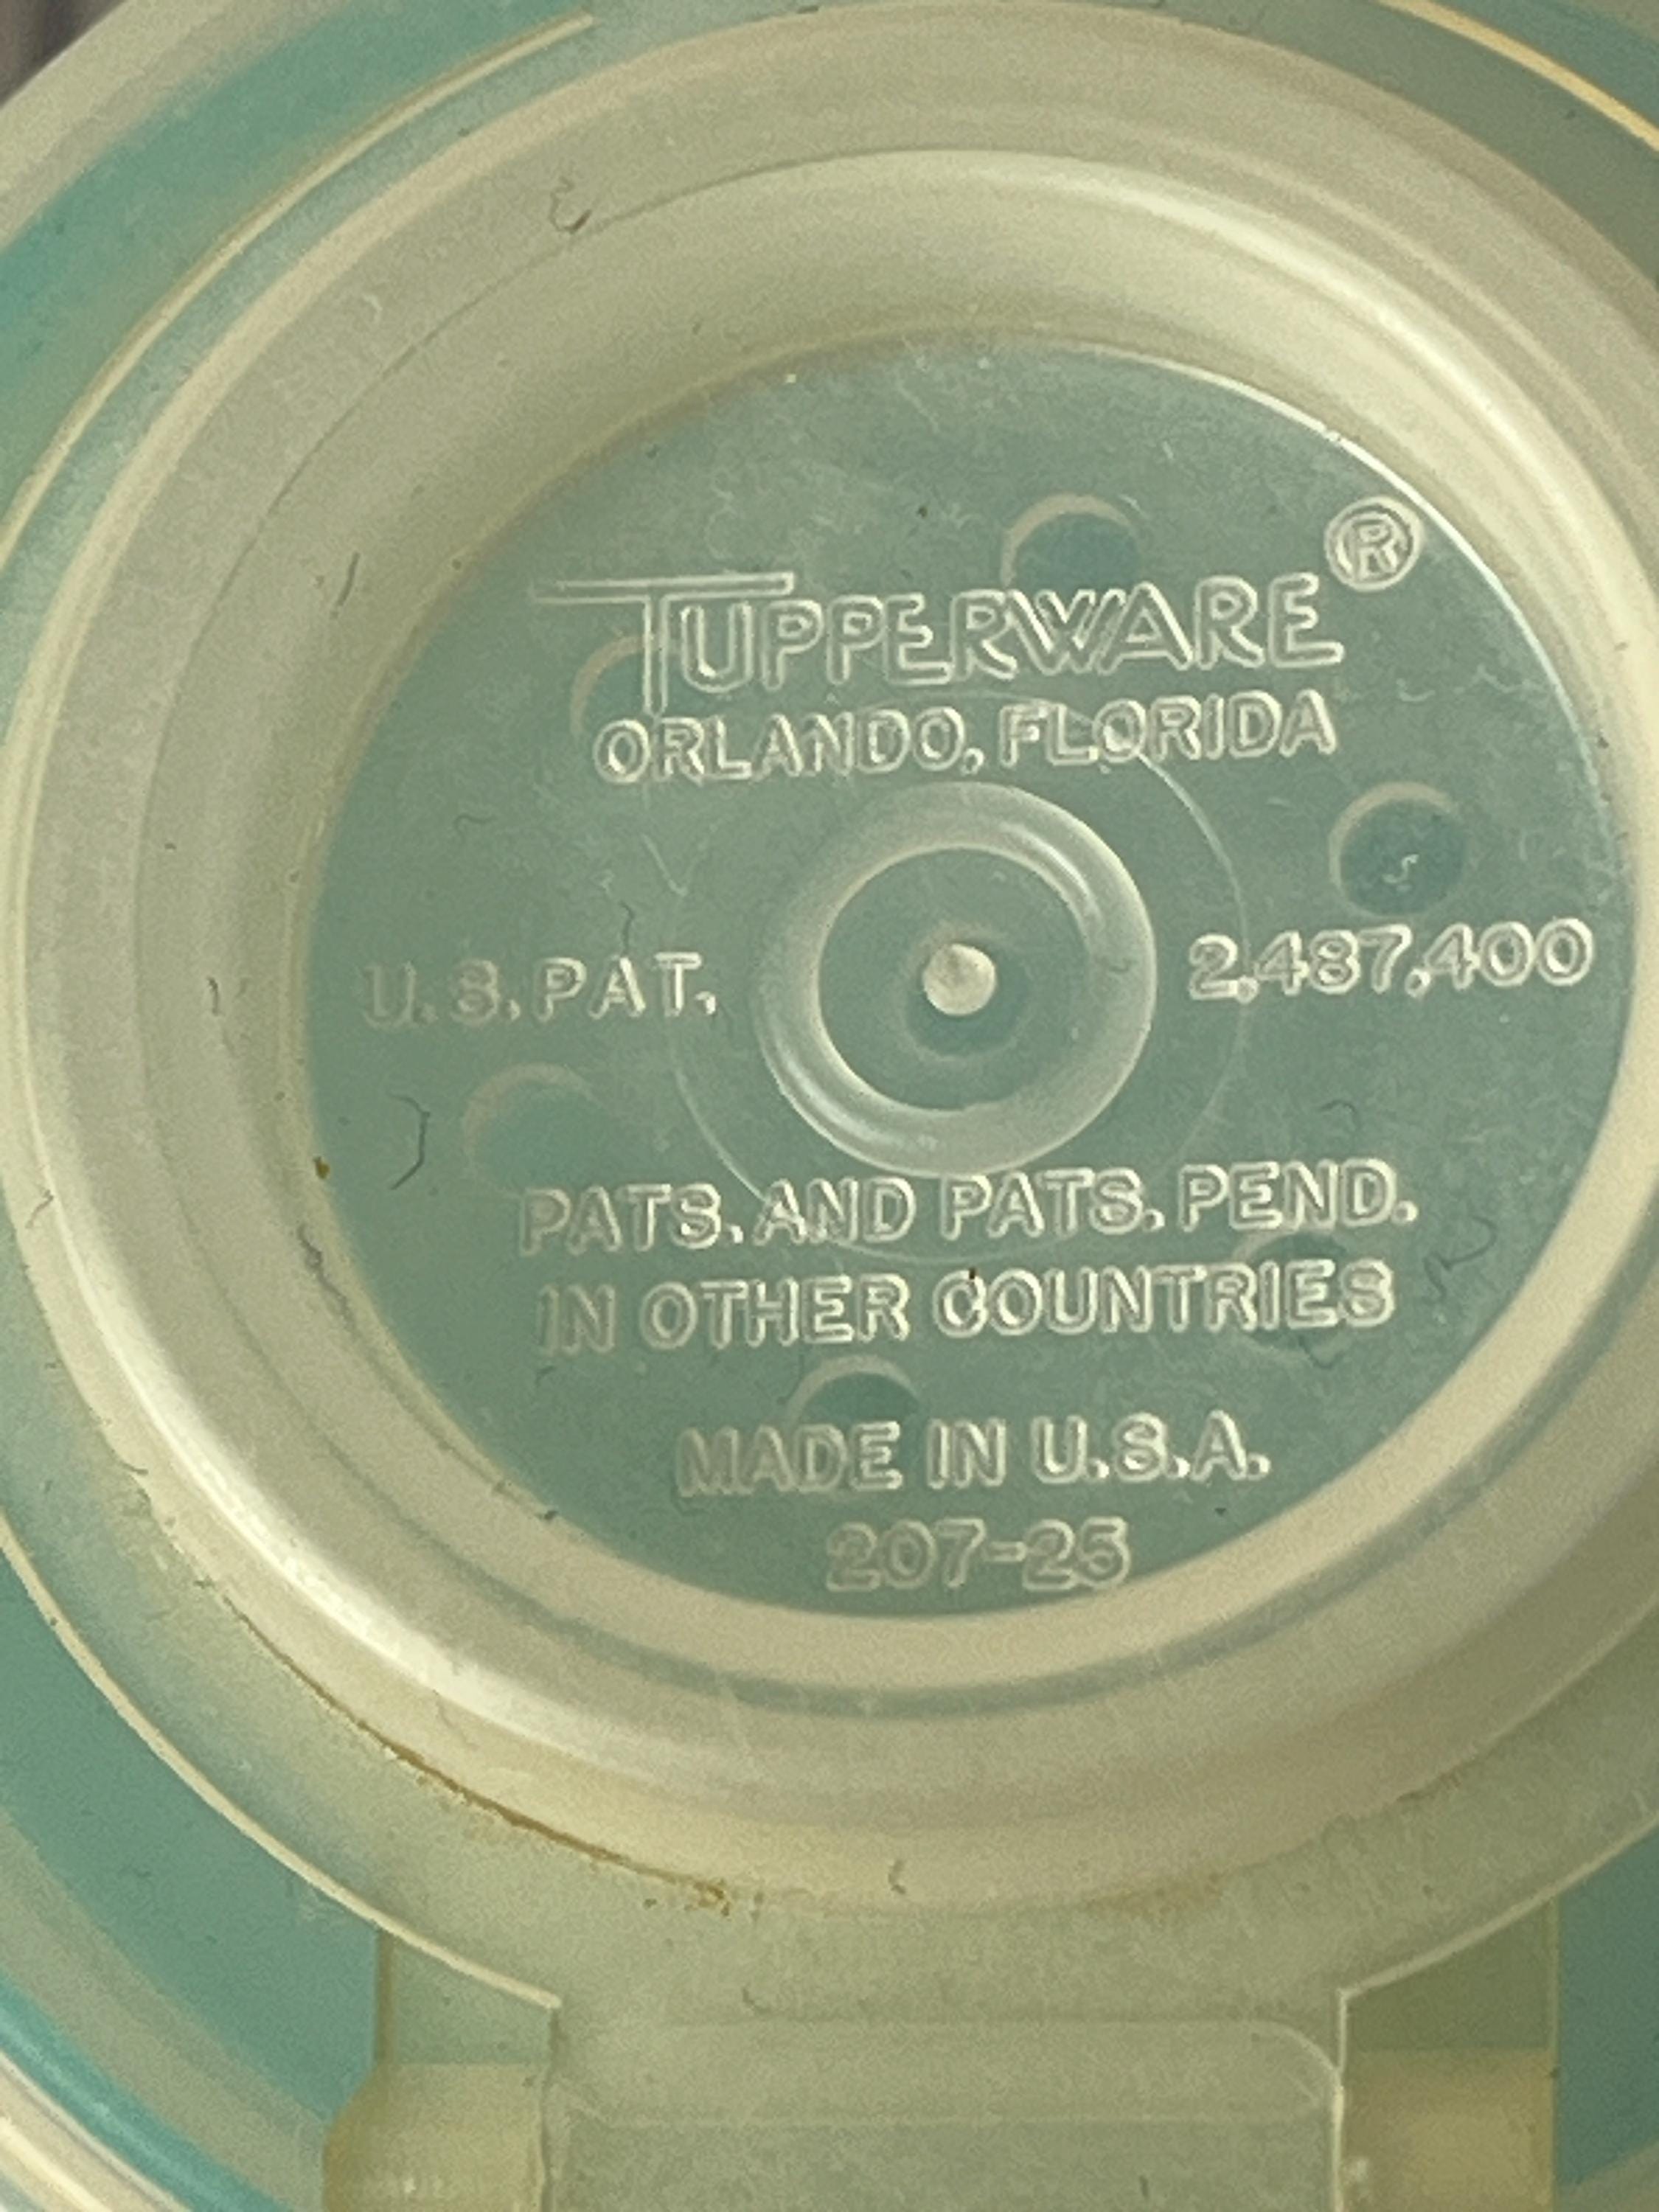 TUPPERWARE®
ORLANDO, FLORIDA
U.S. PAT. 2,487,400
PATS. AND PATS. PEND.
IN OTHER COUNTRIES
MADE IN U.S.A.
207-25